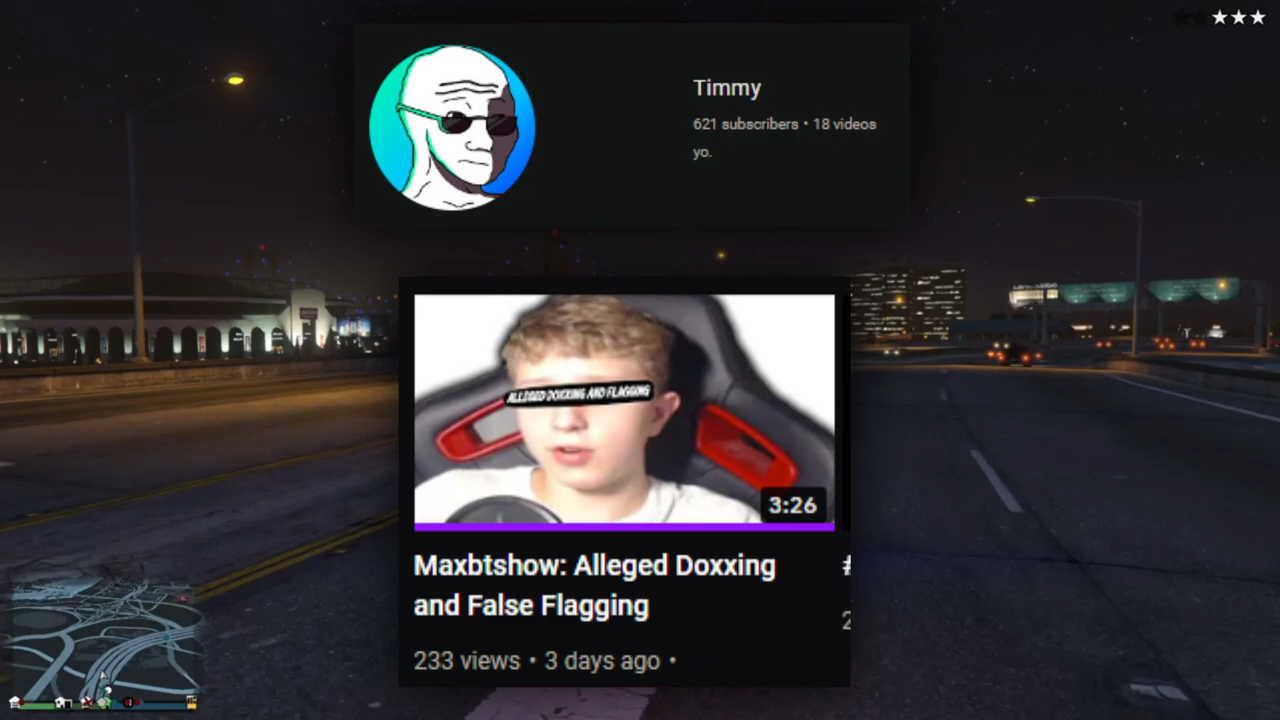 Timmy
621 subscribers • 18 videos
yo.
ALLEGED DOXXING AND FLAGGING
3:26
Maxbtshow: Alleged Doxxing
#
and False Flagging
2
233 views • 3 days ago •